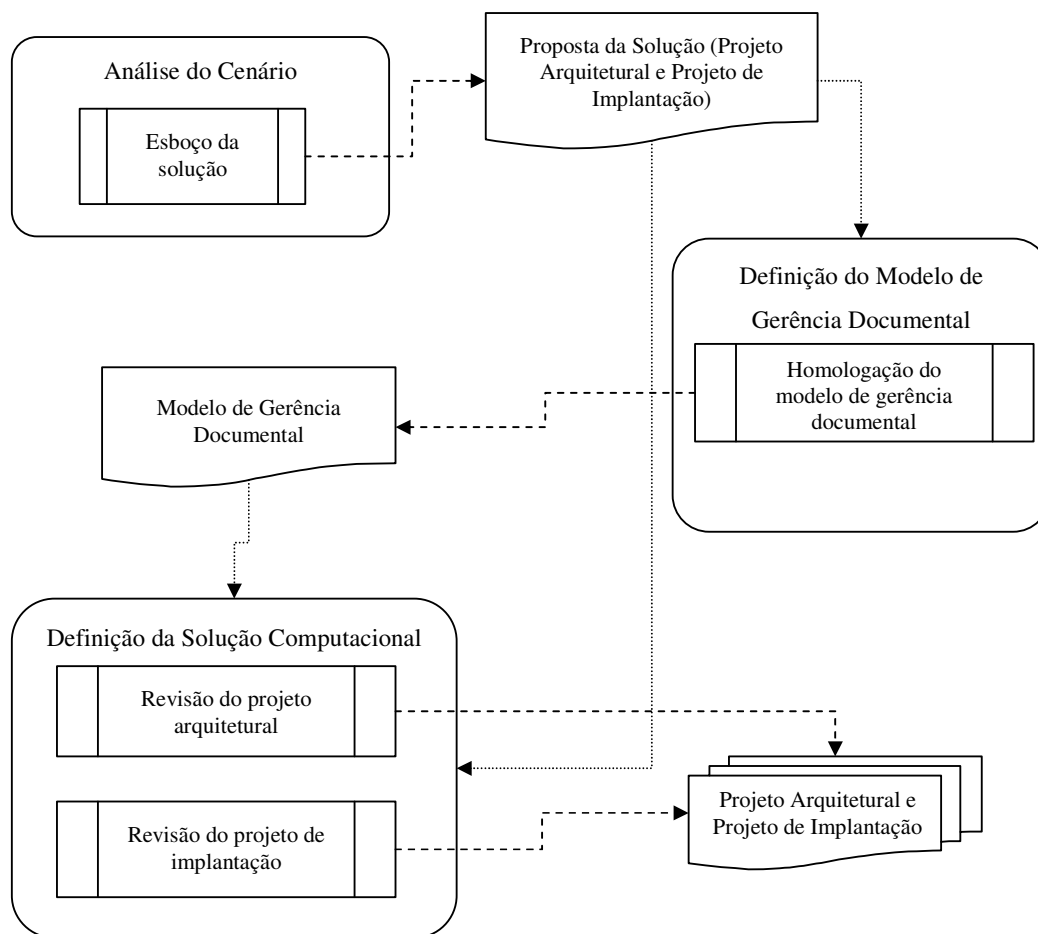 Análise do Cenário
Esboço da
solução
Proposta da Solução (Projeto
Arquitetural e Projeto de
Implantação)
Definição do Modelo de
Gerência Documental
Homologação do
modelo de gerência
documental
Modelo de Gerência
Documental
Definição da Solução Computacional
Revisão do projeto
arquitetural
Revisão do projeto de
implantação
Projeto Arquitetural e
Projeto de Implantação